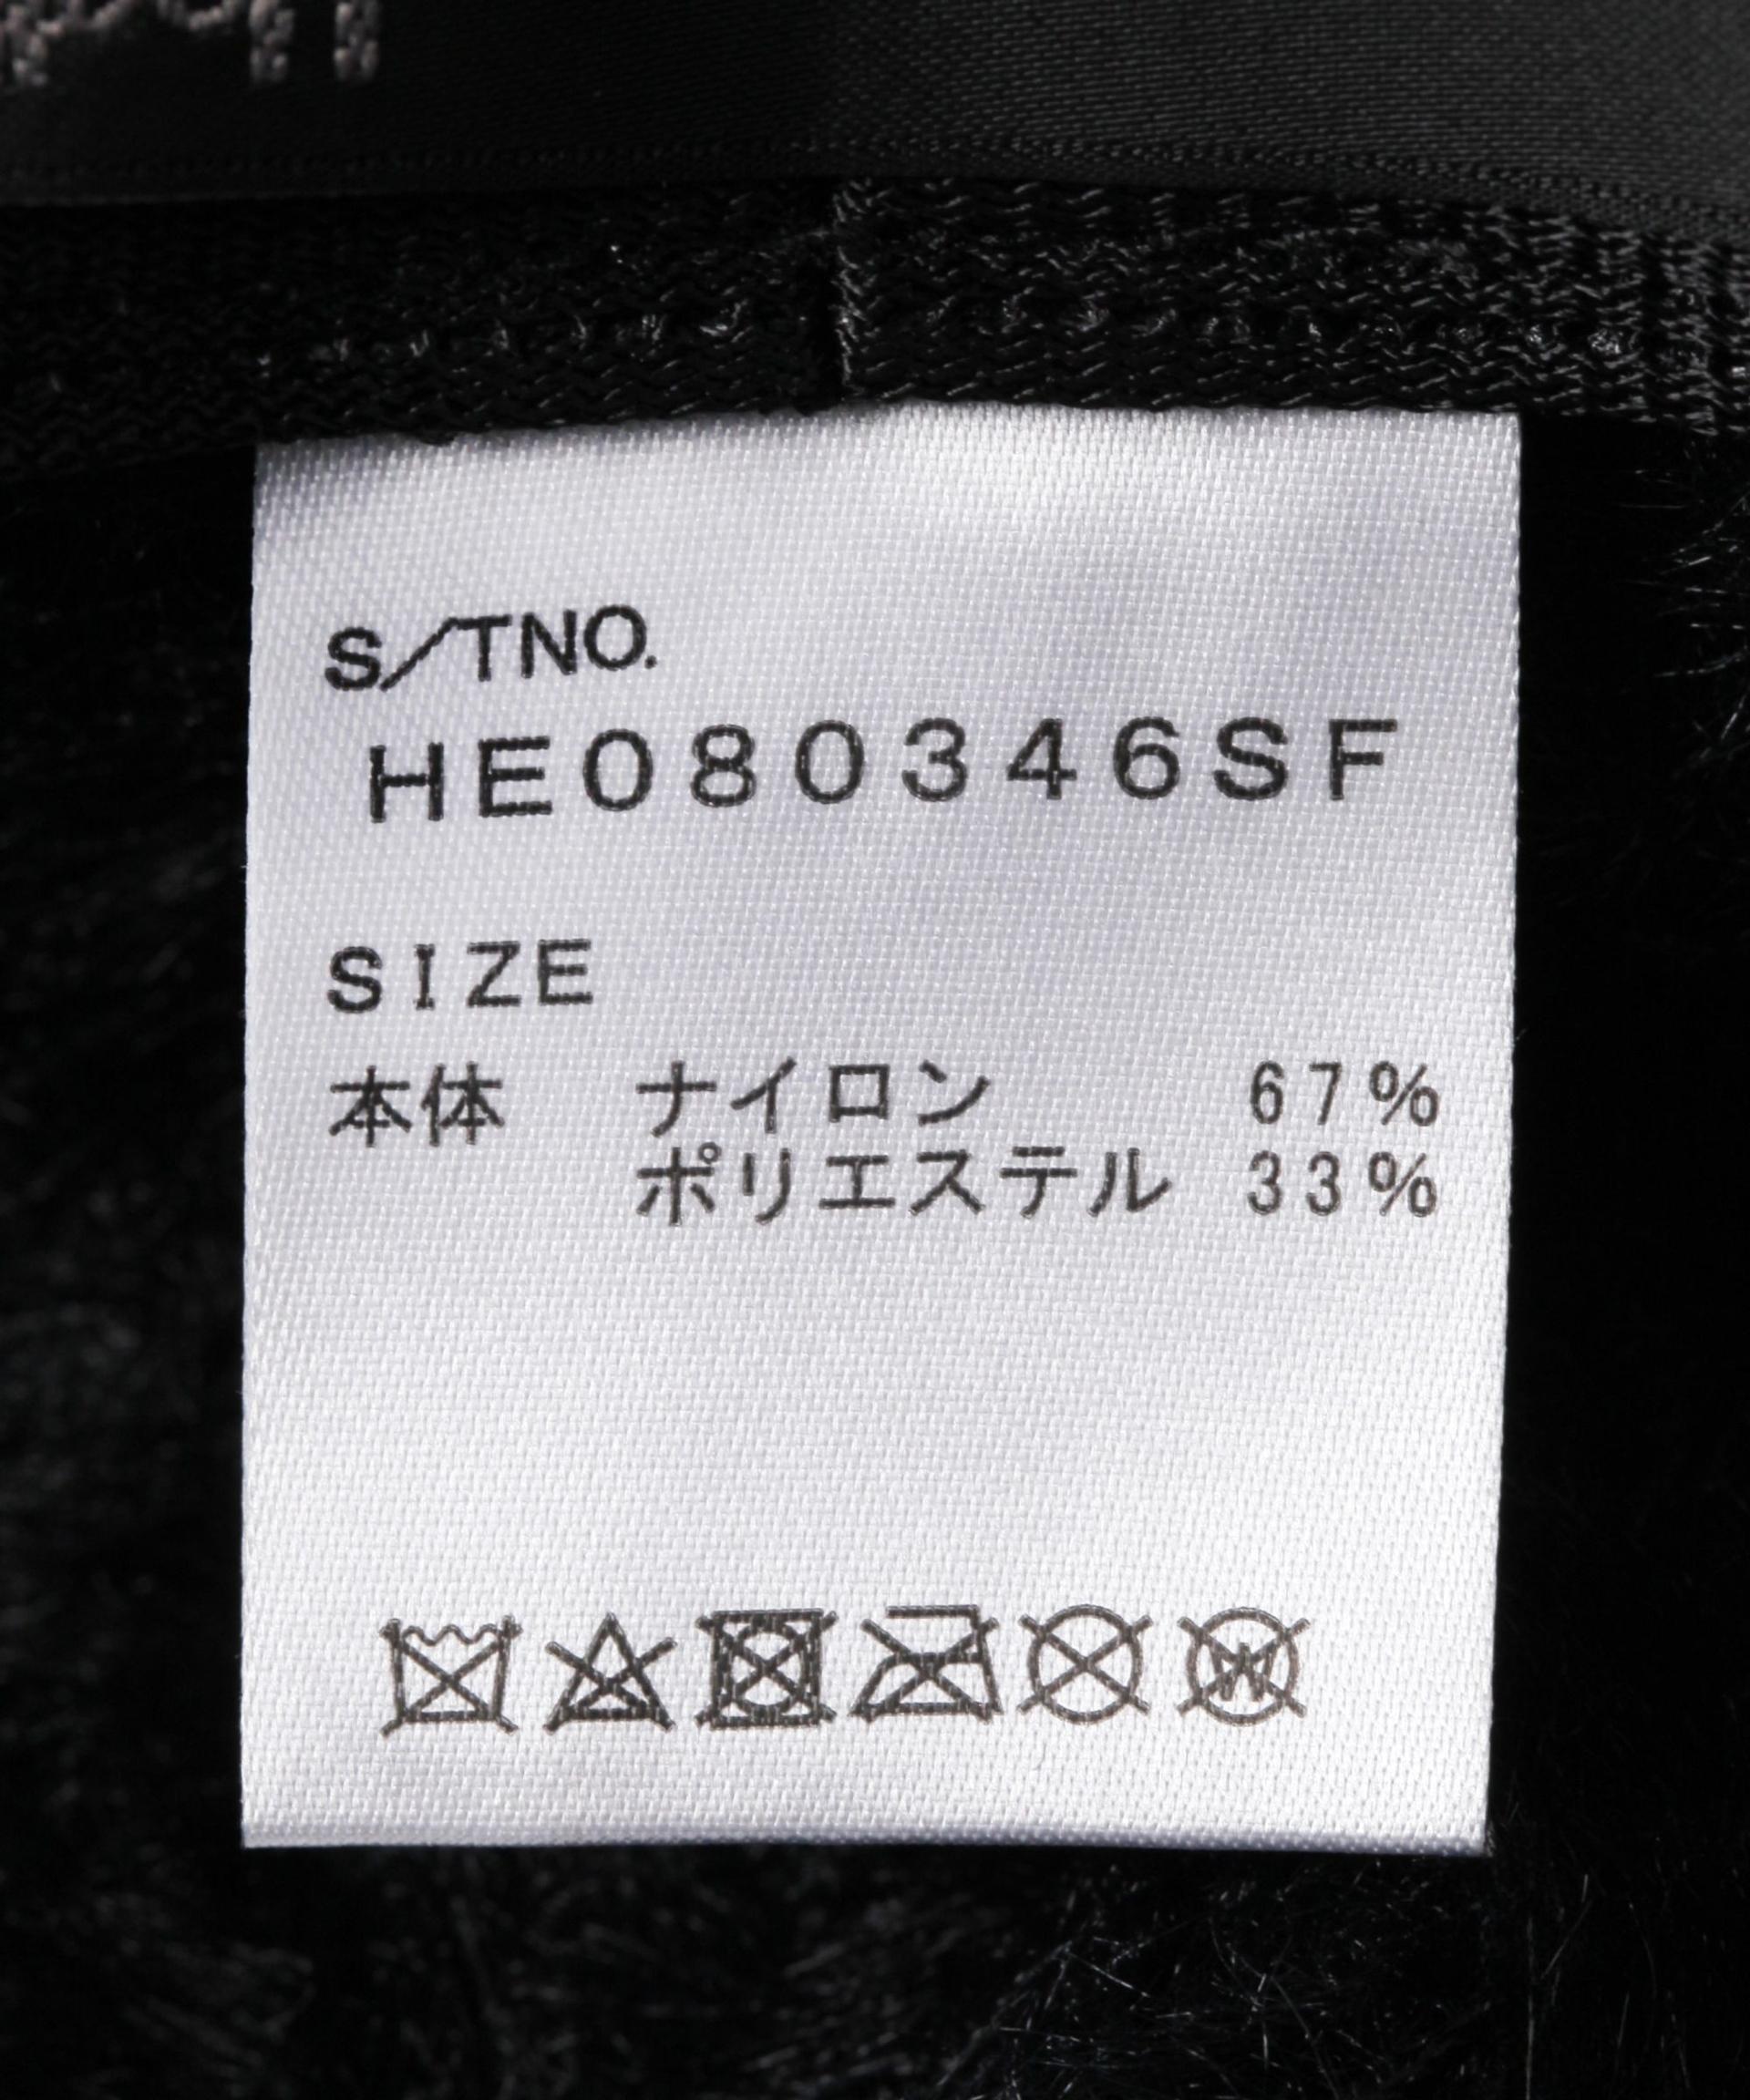 S/TNO.
HE080346SF
SIZE
本体 ナイロン 67%
ポリエステル 33%
W